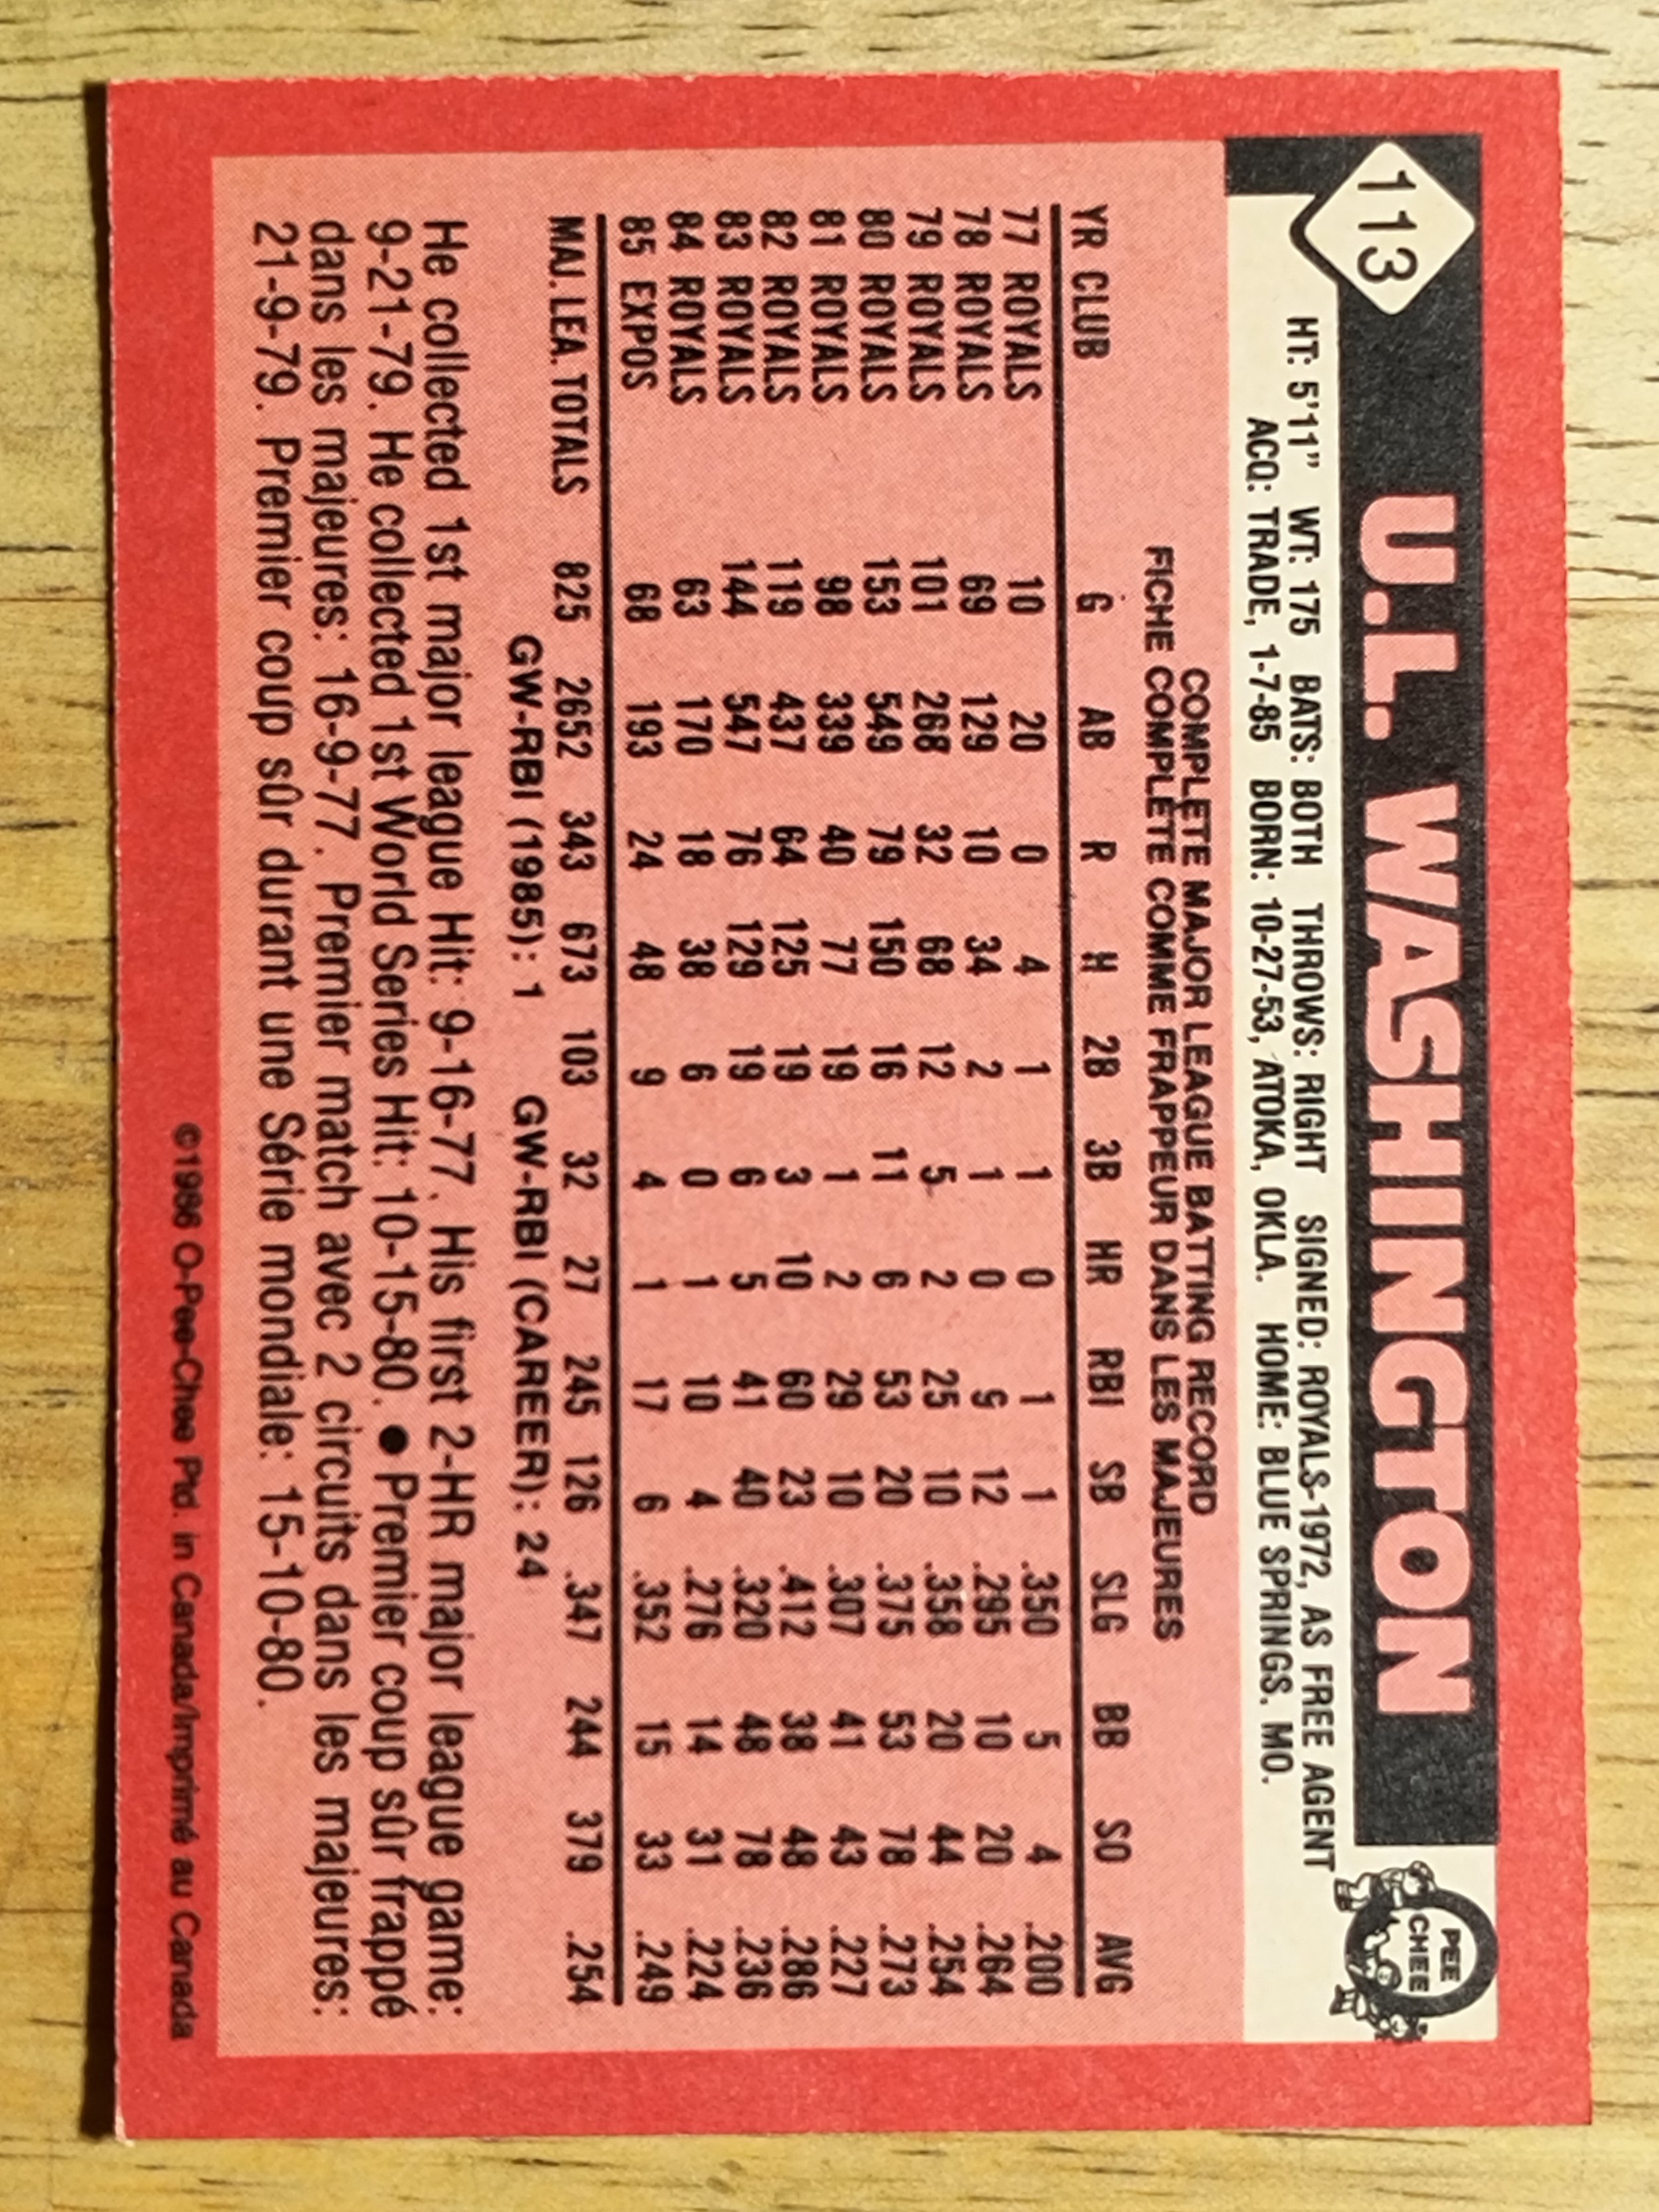 113
U.L. WASHINGTON
PEE
CHEE
HT: 5'11" WT: 175 BATS: BOTH THROWS: RIGHT SIGNED: ROYALS-1972, AS FREE AGENT
ACQ: TRADE, 1-7-85 BORN: 10-27-53, ATOKA, OKLA. HOME: BLUE SPRINGS. MO.
COMPLETE MAJOR LEAGUE BATTING RECORD
FICHE COMPLÈTE COMME FRAPPEUR DANS LES MAJEURES
YR CLUB G AB R H 2B 3B HR RBI SB SLG BB SO AVG
77 ROYALS 10 20 0 4 1 1 0 1 1 .350 5 4 .200
78 ROYALS 69 129 10 34 2 1 0 9 12 .295 10 20 .264
79 ROYALS 101 268 32 68 12 5 2 25 10 .358 20 44 .254
80 ROYALS 153 549 79 150 16 11 6 53 20 .375 53 78 .273
81 ROYALS 98 339 40 77 19 1 2 29 10 .307 41 43 .227
82 ROYALS 119 437 64 125 19 3 10 60 23 .412 38 48 .286
83 ROYALS 144 547 76 129 19 6 5 41 40 .320 48 78 .236
84 ROYALS 63 170 18 38 6 0 1 10 4 .276 14 31 .224
85 EXPOS 68 193 24 48 9 4 1 17 6 .352 15 33 .249
MAJ. LEA. TOTALS 825 2652 343 673 103 32 27 245 126 .347 244 379 .254
GW-RBI (1985): 1 GW-RBI (CAREER): 24
He collected 1st major league Hit: 9-16-77. His first 2-HR major league game:
9-21-79. He collected 1st World Series Hit: 10-15-80. ● Premier coup sûr frappé
dans les majeures: 16-9-77. Premier match avec 2 circuits dans les majeures:
21-9-79. Premier coup sûr durant une Série mondiale: 15-10-80.
©1986 O-Pee-Chee Ptd. in Canada/Imprimé au Canada